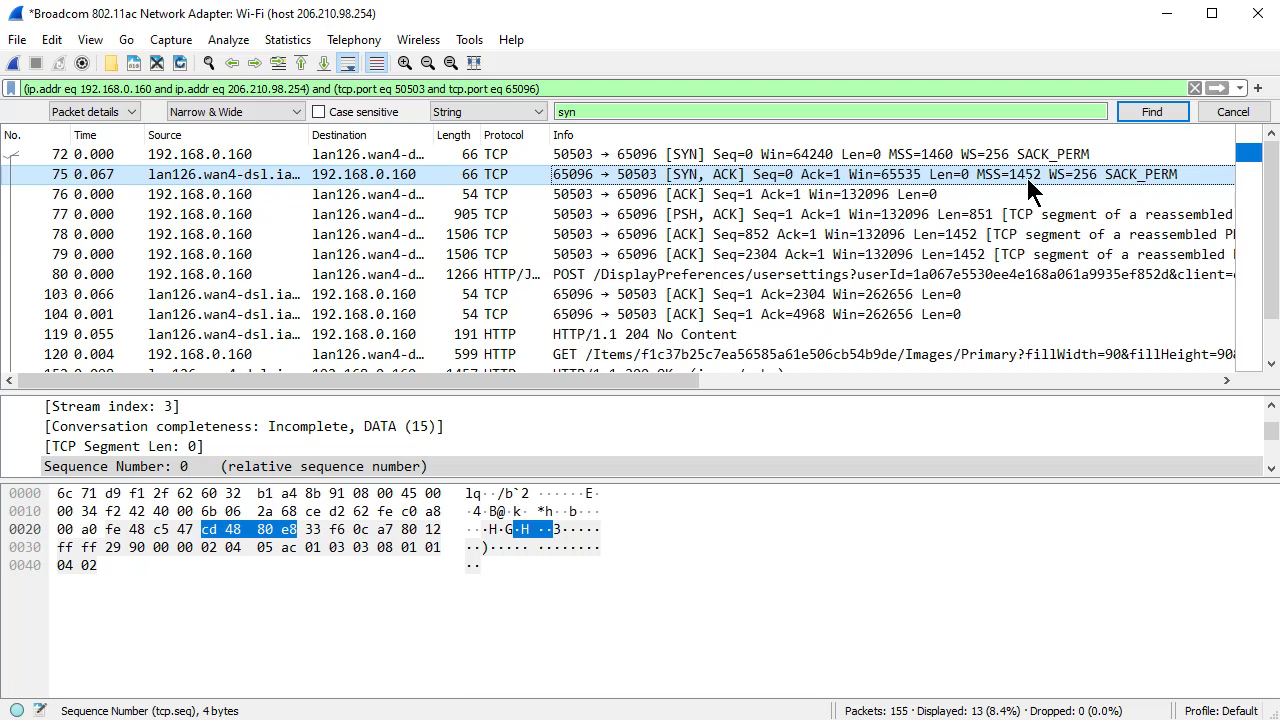 *Broadcom 802.11ac Network Adapter: Wi-Fi (host 206.210.98.254)
File Edit View Go Capture Analyze Statistics Telephony Wireless Tools Help
(ip.addr eq 192.168.0.160 and ip.addr eq 206.210.98.254) and (tcp.port eq 50503 and tcp.port eq 65096)
Packet details Narrow & Wide Case sensitive String syn Find Cancel
No. Time Source Destination Length Protocol Info
72 0.000 192.168.0.160 lan126.wan4-d… 66 TCP 50503 → 65096 [SYN] Seq=0 Win=64240 Len=0 MSS=1460 WS=256 SACK_PERM
75 0.067 lan126.wan4-dsl.ia… 192.168.0.160 66 TCP 65096 → 50503 [SYN, ACK] Seq=0 Ack=1 Win=65535 Len=0 MSS=1452 WS=256 SACK_PERM
76 0.000 192.168.0.160 lan126.wan4-d… 54 TCP 50503 → 65096 [ACK] Seq=1 Ack=1 Win=132096 Len=0
77 0.000 192.168.0.160 lan126.wan4-d… 905 TCP 50503 → 65096 [PSH, ACK] Seq=1 Ack=1 Win=132096 Len=851 [TCP segment of a reassembled
78 0.000 192.168.0.160 lan126.wan4-d… 1506 TCP 50503 → 65096 [ACK] Seq=852 Ack=1 Win=132096 Len=1452 [TCP segment of a reassembled
79 0.000 192.168.0.160 lan126.wan4-d… 1506 TCP 50503 → 65096 [ACK] Seq=2304 Ack=1 Win=132096 Len=1452 [TCP segment of a reassembled
80 0.000 192.168.0.160 lan126.wan4-d… 1266 HTTP/J… POST /DisplayPreferences/usersettings?userId=1a067e5530ee4e168a061a9935ef852d&client=
103 0.066 lan126.wan4-dsl.ia… 192.168.0.160 54 TCP 65096 → 50503 [ACK] Seq=1 Ack=2304 Win=262656 Len=0
104 0.001 lan126.wan4-dsl.ia… 192.168.0.160 54 TCP 65096 → 50503 [ACK] Seq=1 Ack=4968 Win=262656 Len=0
119 0.055 lan126.wan4-dsl.ia… 192.168.0.160 191 HTTP HTTP/1.1 204 No Content
120 0.004 192.168.0.160 lan126.wan4-d… 599 HTTP GET /Items/f1c37b25c7ea56585a61e506cb54b9de/Images/Primary?fillWidth=90&fillHeight=90
[Stream index: 3]
[Conversation completeness: Incomplete, DATA (15)]
[TCP Segment Len: 0]
Sequence Number: 0 (relative sequence number)
0000 6c 71 d9 f1 2f 62 60 32 b1 a4 8b 91 08 00 45 00 lq··/b`2 ······E·
0010 00 34 f2 42 40 00 6b 06 2a 68 ce d2 62 fe c0 a8 ·4·B@·k· *h··b···
0020 00 a0 fe 48 c5 47 cd 48 80 e8 33 f6 0c a7 80 12 ···H·G·H ··3·····
0030 ff ff 29 90 00 00 02 04 05 ac 01 03 03 08 01 01 ··)····· ········
0040 04 02 ··
Sequence Number (tcp.seq), 4 bytes Packets: 155 · Displayed: 13 (8.4%) · Dropped: 0 (0.0%) Profile: Default